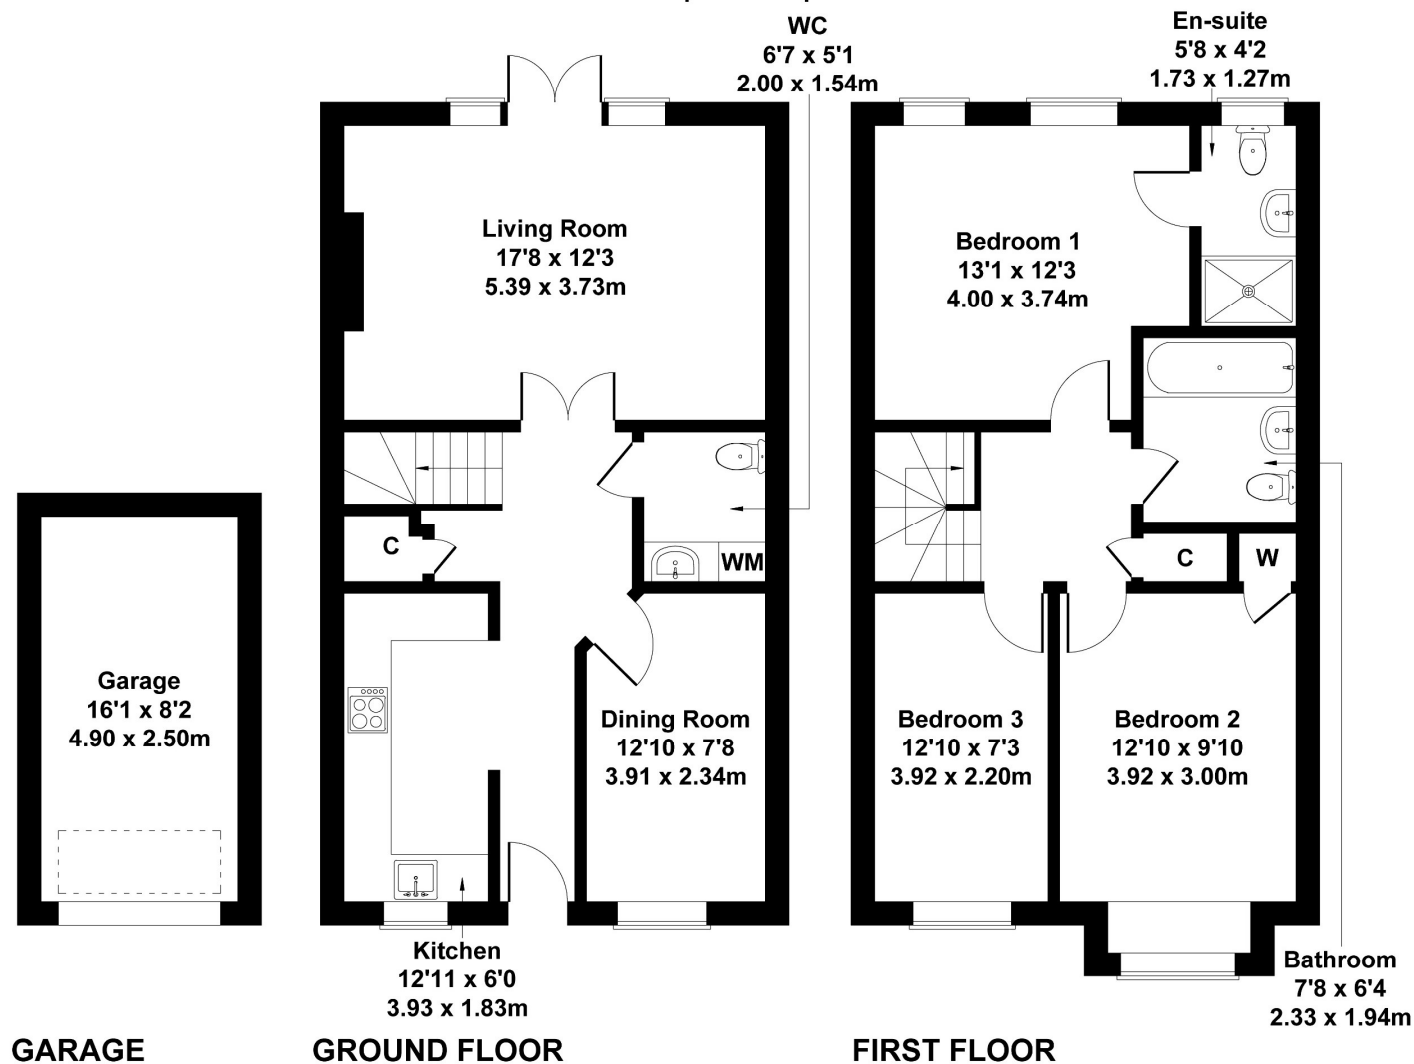 WC
6'7 x 5'1
2.00 x 1.54m
En-suite
5'8 x 4'2
1.73 x 1.27m
Living Room
17'8 x 12'3
5.39 x 3.73m
Bedroom 1
13'1 x 12'3
4.00 x 3.74m
C
WM
C
W
Garage
16'1 x 8'2
4.90 x 2.50m
Dining Room
12'10 x 7'8
3.91 x 2.34m
Bedroom 3
12'10 x 7'3
3.92 x 2.20m
Bedroom 2
12'10 x 9'10
3.92 x 3.00m
Kitchen
12'11 x 6'0
3.93 x 1.83m
Bathroom
7'8 x 6'4
2.33 x 1.94m
GARAGE
GROUND FLOOR
FIRST FLOOR